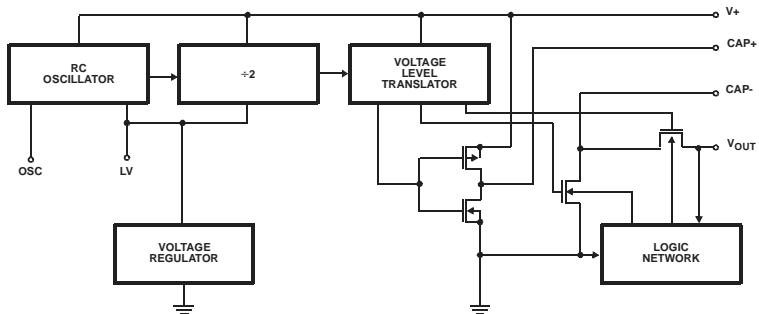 V+
CAP+
CAP-
VOUT
RC
OSCILLATOR
÷2
VOLTAGE
LEVEL
TRANSLATOR
OSC
LV
VOLTAGE
REGULATOR
LOGIC
NETWORK